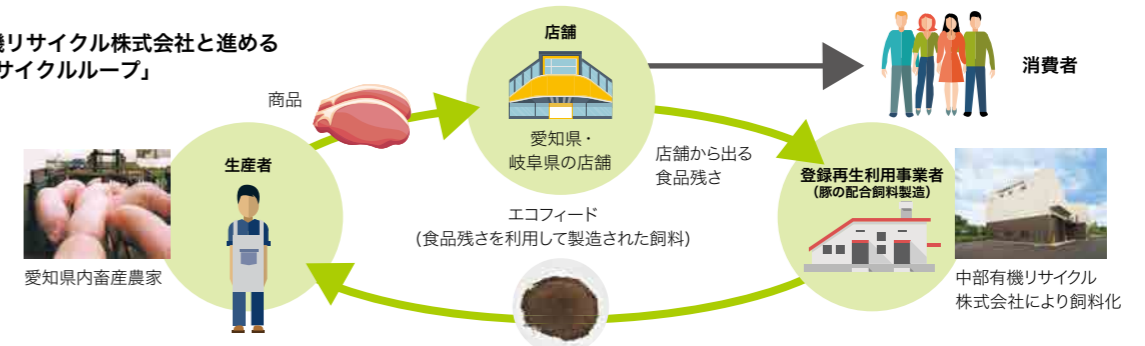 リサイクル株式会社と進める
サイクルループ」
店舗
消費者
商品
愛知県・
岐阜県の店舗
生産者
店舗から出る
食品残さ
登録再生利用事業者
(豚の配合飼料製造)
エコフィード
(食品残さを利用して製造された飼料)
愛知県内畜産農家
中部有機リサイクル
株式会社により飼料化